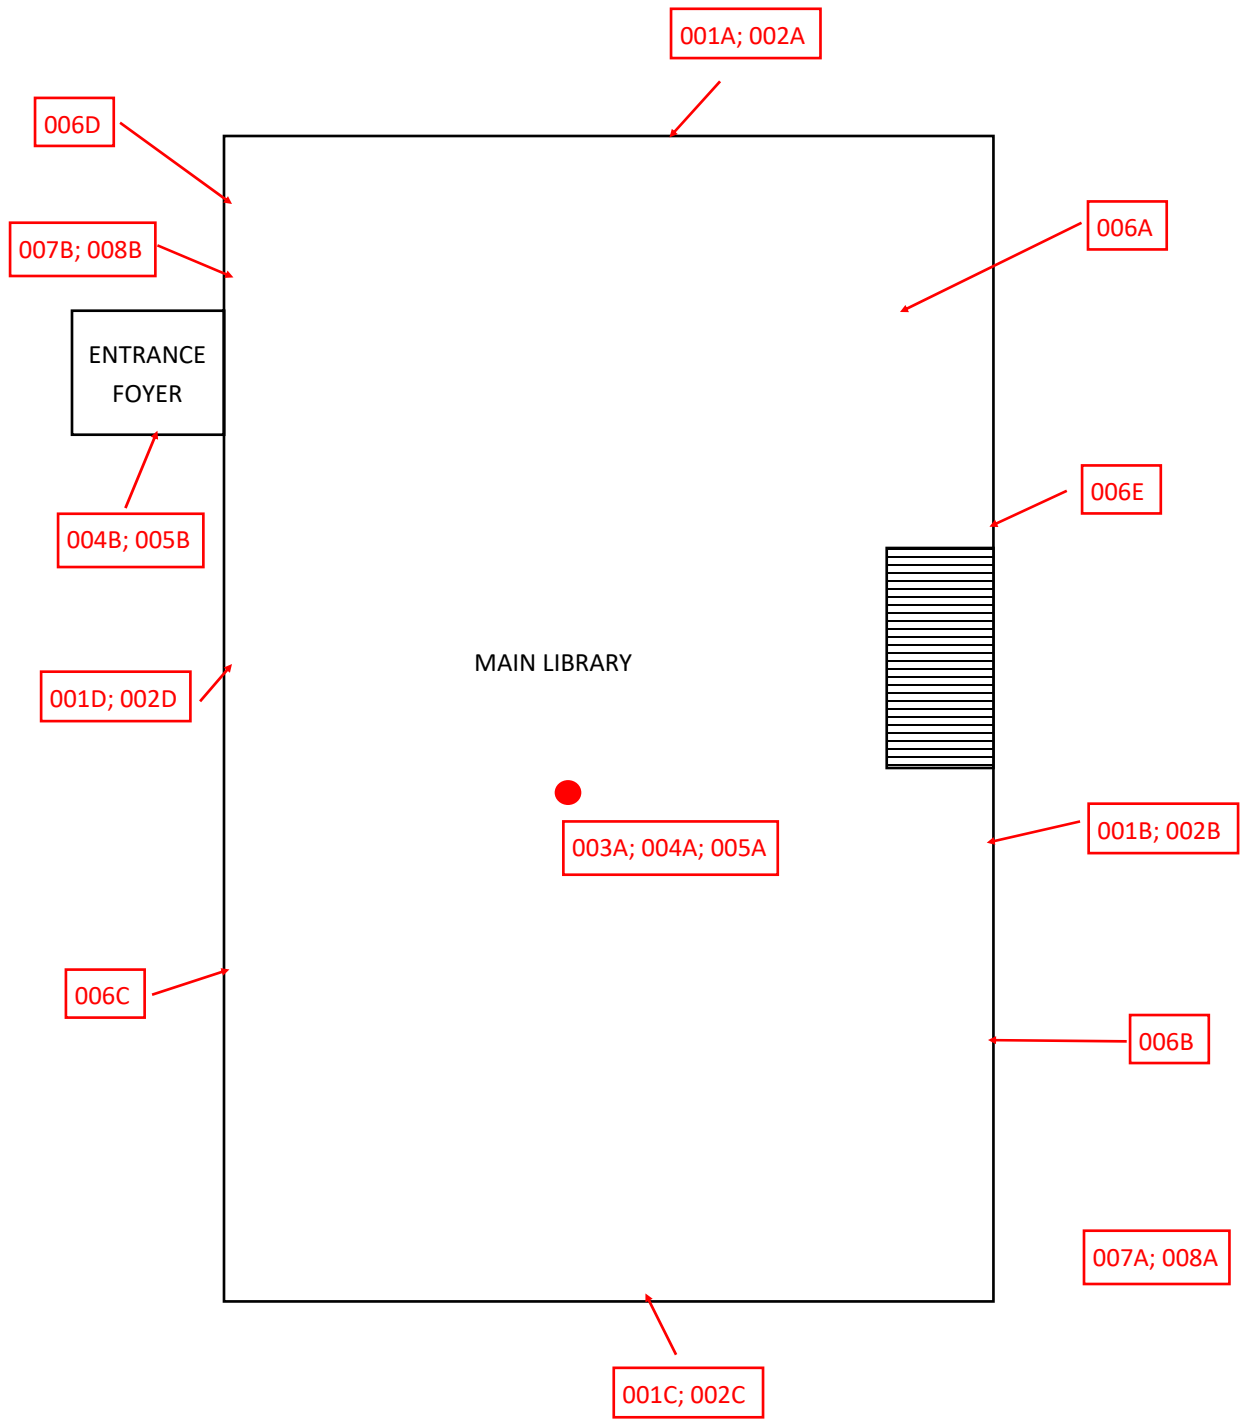 001A; 002A
006D
006A
007B; 008B
ENTRANCE
FOYER
006E
004B; 005B
MAIN LIBRARY
001D; 002D
001B; 002B
003A; 004A; 005A
006C
006B
007A; 008A
001C; 002C